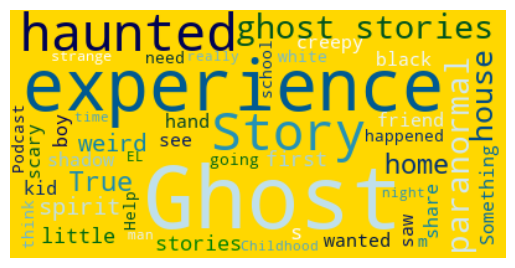 haunted
ghost stories
strange
need
really
creepy
white
black
experience
school
house
Podcast
scary
boy
time
weird
hand
see
Story
friend
happened
paranormal
shadow
EL
going
first
home
kid
True
spirit
Help
Ghost
night
share
Something
think
little
man
stories
Childhood
s
wanted
saw
m